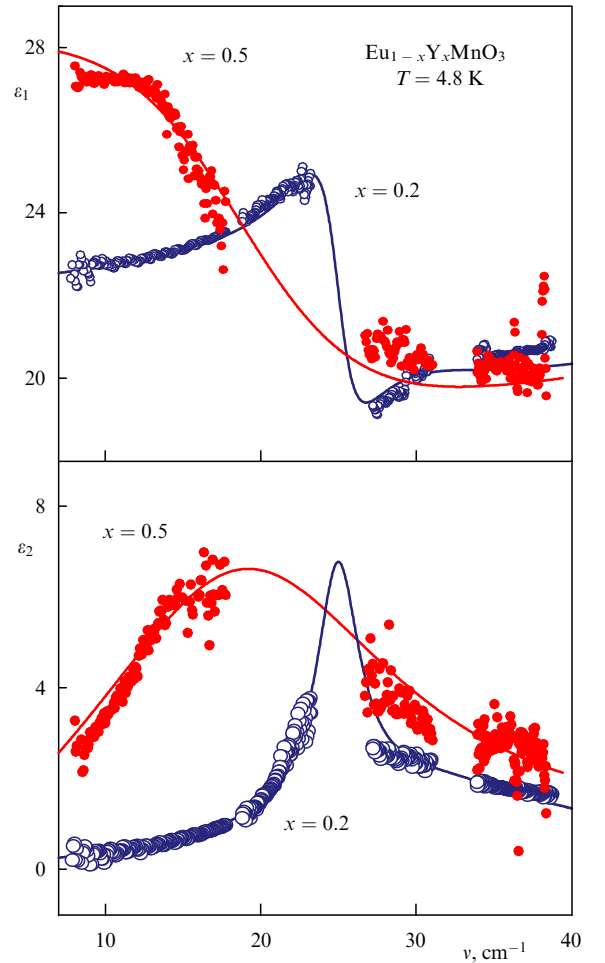 28
x = 0.5
Eu₁₋ₓYₓMnO₃
T = 4.8 K
ε₁
24
x = 0.2
20
8
x = 0.5
ε₂
4
x = 0.2
0
10
20
30
40
ν, cm⁻¹